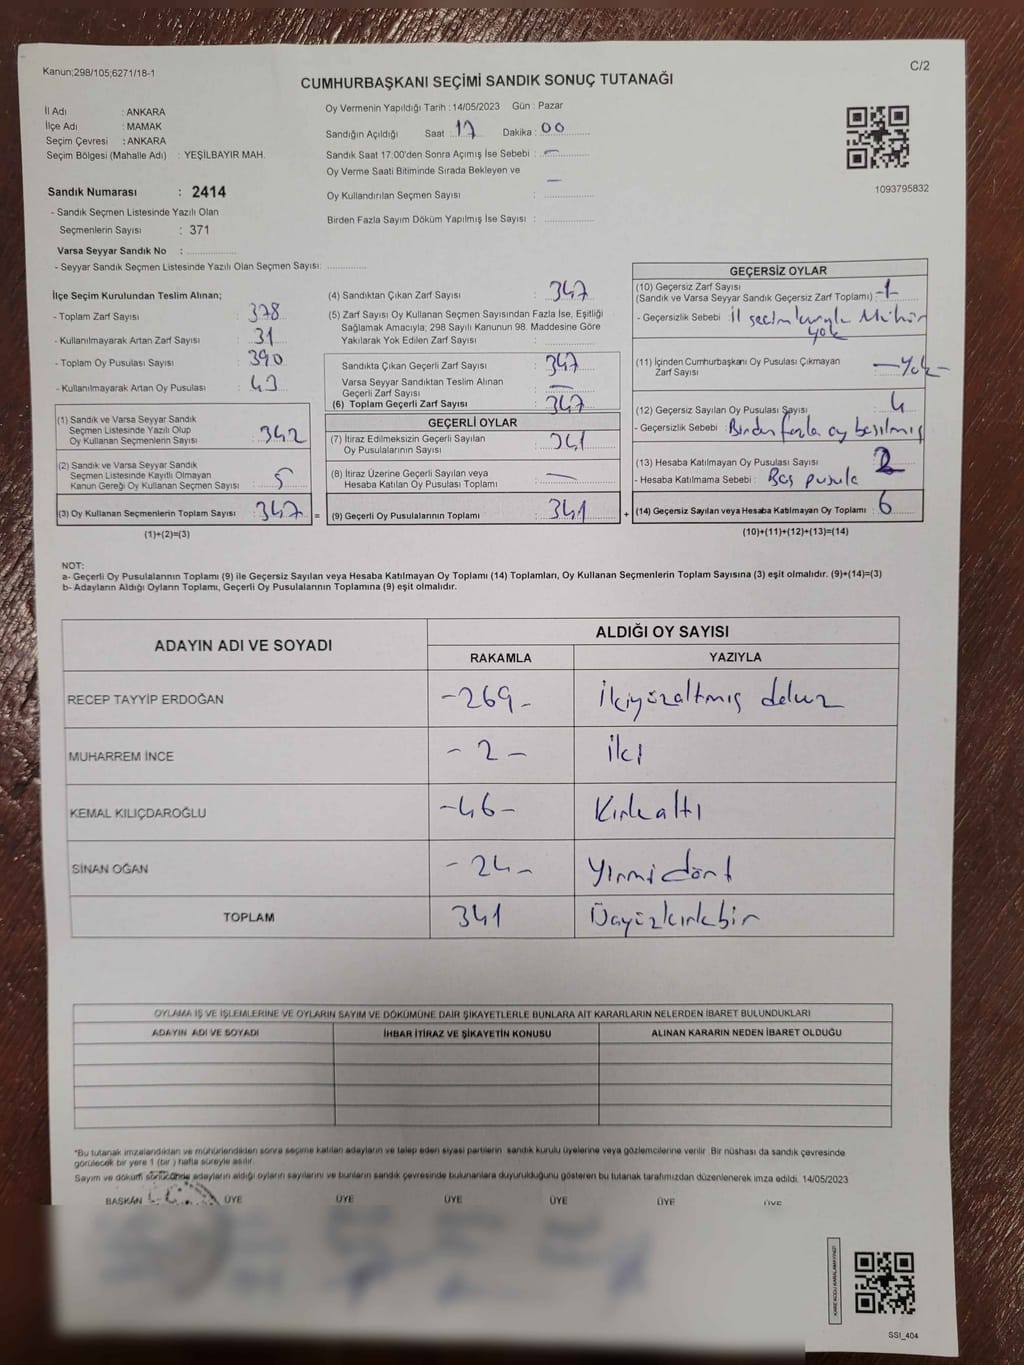 Kanun;298/105;6271/18-1
C/2
CUMHURBAŞKANI SEÇİMİ SANDIK SONUÇ TUTANAĞI
İl Adı : ANKARA
İlçe Adı : MAMAK
Seçim Çevresi : ANKARA
Seçim Bölgesi (Mahalle Adı) : YEŞİLBAYIR MAH.
Sandık Numarası : 2414
- Sandık Seçmen Listesinde Yazılı Olan
Seçmenlerin Sayısı : 371
Varsa Seyyar Sandık No :
- Seyyar Sandık Seçmen Listesinde Yazılı Olan Seçmen Sayısı:
Oy Vermenin Yapıldığı Tarih : 14/05/2023 Gün : Pazar
Sandığın Açıldığı Saat : 17 Dakika : 00
Sandık Saat 17:00'den Sonra Açımış İse Sebebi : —
Oy Verme Saati Bitiminde Sırada Bekleyen ve —
Oy Kullandırılan Seçmen Sayısı :
Birden Fazla Sayım Döküm Yapılmış İse Sayısı :
1093795832
İlçe Seçim Kurulundan Teslim Alınan;
- Toplam Zarf Sayısı : 378
- Kullanılmayarak Artan Zarf Sayısı : 31
- Toplam Oy Pusulası Sayısı : 390
- Kullanılmayarak Artan Oy Pusulası : 43
(1) Sandık ve Varsa Seyyar Sandık
Seçmen Listesinde Yazılı Olup
Oy Kullanan Seçmenlerin Sayısı : 342
(2) Sandık ve Varsa Seyyar Sandık
Seçmen Listesinde Kayıtlı Olmayan
Kanun Gereği Oy Kullanan Seçmen Sayısı : 5
(3) Oy Kullanan Seçmenlerin Toplam Sayısı : 347 =
(1)+(2)=(3)
(4) Sandıktan Çıkan Zarf Sayısı : 347
(5) Zarf Sayısı Oy Kullanan Seçmen Sayısından Fazla İse, Eşitliği
Sağlamak Amacıyla; 298 Sayılı Kanunun 98. Maddesine Göre
Yakılarak Yok Edilen Zarf Sayısı :
Sandıkta Çıkan Geçerli Zarf Sayısı : 347
Varsa Seyyar Sandıktan Teslim Alınan
Geçerli Zarf Sayısı : —
(6) Toplam Geçerli Zarf Sayısı : 347
GEÇERLİ OYLAR
(7) İtiraz Edilmeksizin Geçerli Sayılan
Oy Pusulalarının Sayısı : 341
(8) İtiraz Üzerine Geçerli Sayılan veya
Hesaba Katılan Oy Pusulası Toplamı : —
(9) Geçerli Oy Pusulalarının Toplamı : 341 +
GEÇERSİZ OYLAR
(10) Geçersiz Zarf Sayısı
(Sandık ve Varsa Seyyar Sandık Geçersiz Zarf Toplamı) : -1
- Geçersizlik Sebebi : İl seçim kuruylu Mühür
yok
(11) İçinden Cumhurbaşkanı Oy Pusulası Çıkmayan
Zarf Sayısı : —Yok-
(12) Geçersiz Sayılan Oy Pusulası Sayısı : 4
- Geçersizlik Sebebi : Birden fazla oy basılmış
(13) Hesaba Katılmayan Oy Pusulası Sayısı :
- Hesaba Katılmama Sebebi : Boş pusula
(14) Geçersiz Sayılan veya Hesaba Katılmayan Oy Toplamı : 6
(10)+(11)+(12)+(13)=(14)
NOT:
a- Geçerli Oy Pusulalarının Toplamı (9) ile Geçersiz Sayılan veya Hesaba Katılmayan Oy Toplamı (14) Toplamları, Oy Kullanan Seçmenlerin Toplam Sayısına (3) eşit olmalıdır. (9)+(14)=(3)
b- Adayların Aldığı Oyların Toplamı, Geçerli Oy Pusulalarının Toplamına (9) eşit olmalıdır.
ADAYIN ADI VE SOYADI
ALDIĞI OY SAYISI
RAKAMLA YAZIYLA
RECEP TAYYİP ERDOĞAN -269- İkiyüzaltmış dokuz
MUHARREM İNCE -2- İki
KEMAL KILIÇDAROĞLU -46- Kırkaltı
SİNAN OĞAN -24- Yirmidört
TOPLAM 341 Üçyüzkırkbir
OYLAMA İŞ VE İŞLEMLERİNE VE OYLARIN SAYIM VE DÖKÜMÜNE DAİR ŞİKAYETLERLE BUNLARA AİT KARARLARIN NELERDEN İBARET BULUNDUKLARI
ADAYIN ADI VE SOYADI İHBAR İTİRAZ VE ŞİKAYETİN KONUSU ALINAN KARARIN NEDEN İBARET OLDUĞU
*Bu tutanak imzalandıktan ve mühürlendikten sonra seçime katılan adayların ve talep eden siyasi partilerin sandık kurulu üyelerine veya gözlemcilerine verilir. Bir nüshası da sandık çevresinde
görülecek bir yere 1 (bir) hafta süreyle asılır.
Sayım ve döküm sonucunda adayların aldığı oyların sayılarını ve bunların sandık çevresinde bulunanlara duyurulduğunu gösteren bu tutanak tarafımızdan düzenlenerek imza edildi. 14/05/2023
BAŞKAN ÜYE ÜYE ÜYE ÜYE ÜYE ÜYE
SSI_404